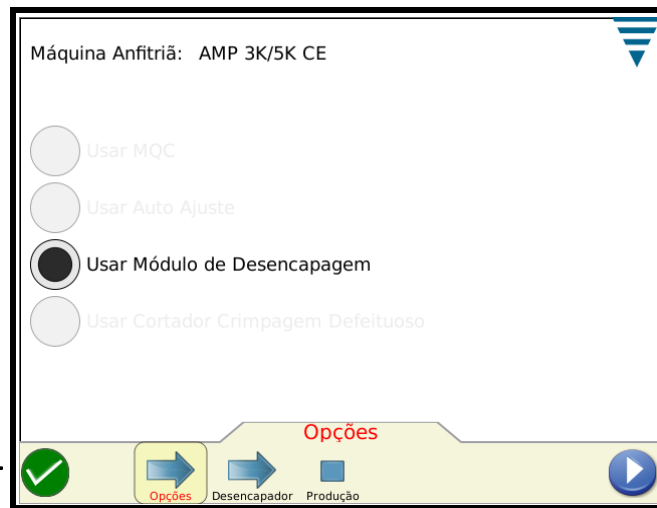 Máquina Anfitriã: AMP 3K/5K CE
Usar MQC
Usar Auto Ajuste
Usar Módulo de Desencapagem
Usar Cortador Crimpagem Defeituoso
Opções
Opções Desencapador Produção